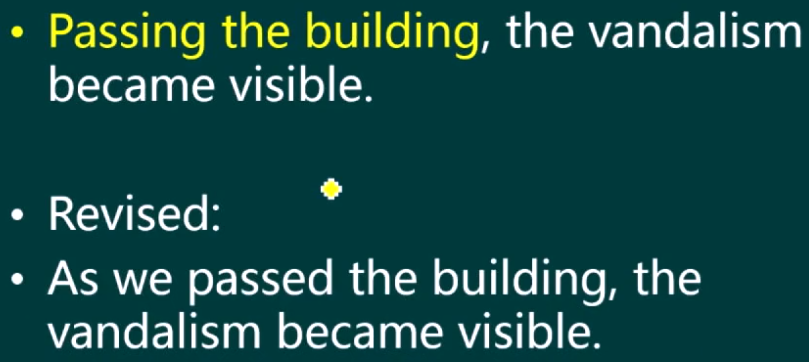 • Passing the building, the vandalism
became visible.
• Revised:
• As we passed the building, the
vandalism became visible.